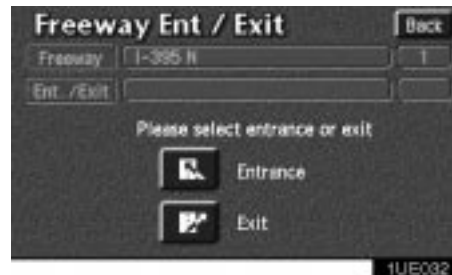 Freeway Ent / Exit Back
Freeway I-395 N 1
Ent. /Exit
Please select entrance or exit
Entrance
Exit
1UE032